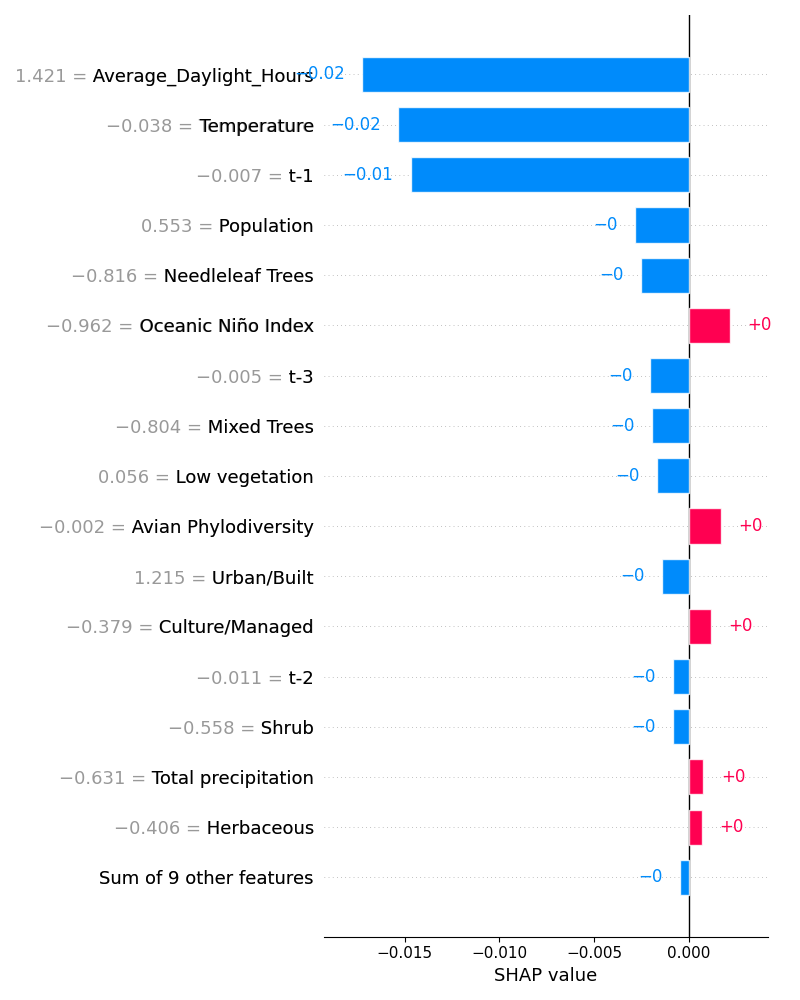 1.421 = Average_Daylight_Hours −0.02
−0.038 = Temperature −0.02
−0.007 = t-1 −0.01
0.553 = Population −0
−0.816 = Needleleaf Trees −0
−0.962 = Oceanic Niño Index +0
−0.005 = t-3 −0
−0.804 = Mixed Trees −0
0.056 = Low vegetation −0
−0.002 = Avian Phylodiversity +0
1.215 = Urban/Built −0
−0.379 = Culture/Managed +0
−0.011 = t-2 −0
−0.558 = Shrub −0
−0.631 = Total precipitation +0
−0.406 = Herbaceous +0
Sum of 9 other features −0
−0.015 −0.010 −0.005 0.000
SHAP value